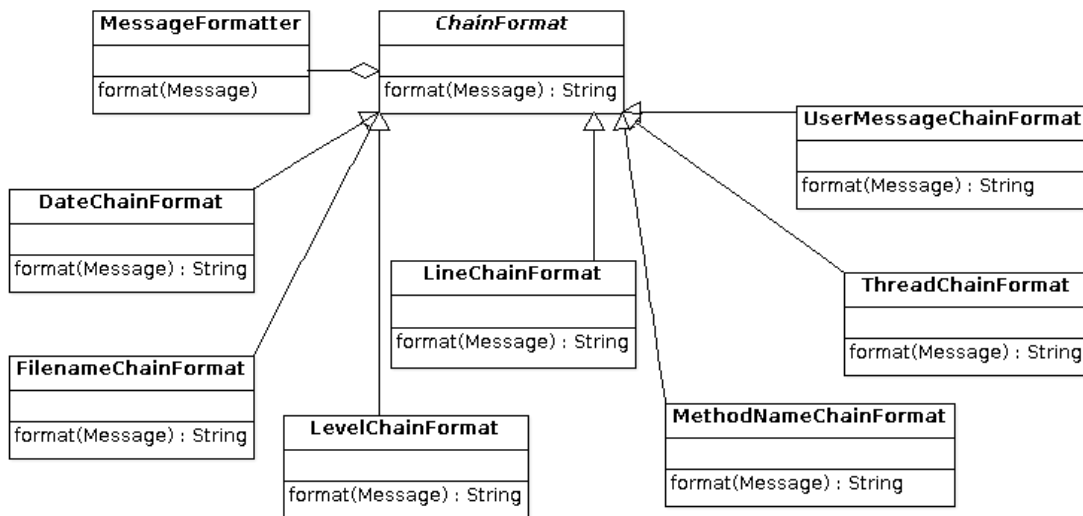 MessageFormatter
format(Message)
ChainFormat
format(Message) : String
UserMessageChainFormat
format(Message) : String
DateChainFormat
format(Message) : String
LineChainFormat
format(Message) : String
ThreadChainFormat
format(Message) : String
FilenameChainFormat
format(Message) : String
LevelChainFormat
format(Message) : String
MethodNameChainFormat
format(Message) : String